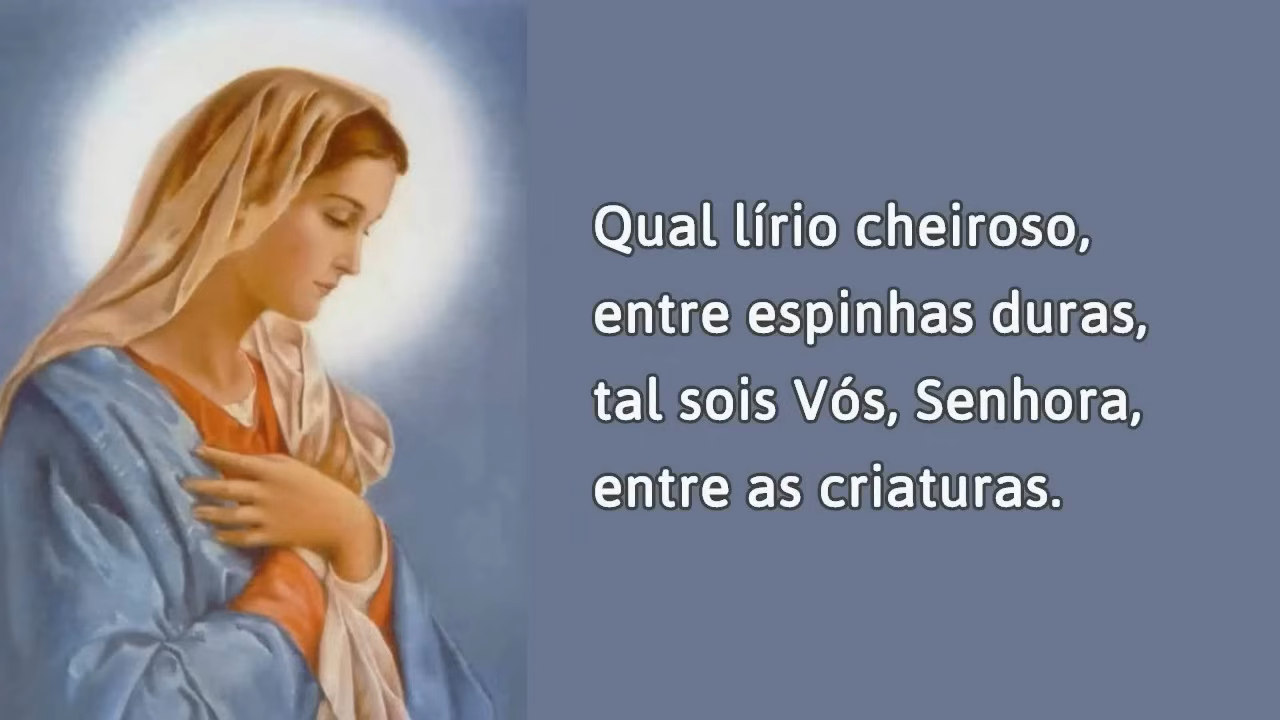 Qual lírio cheiroso,
entre espinhas duras,
tal sois Vós, Senhora,
entre as criaturas.